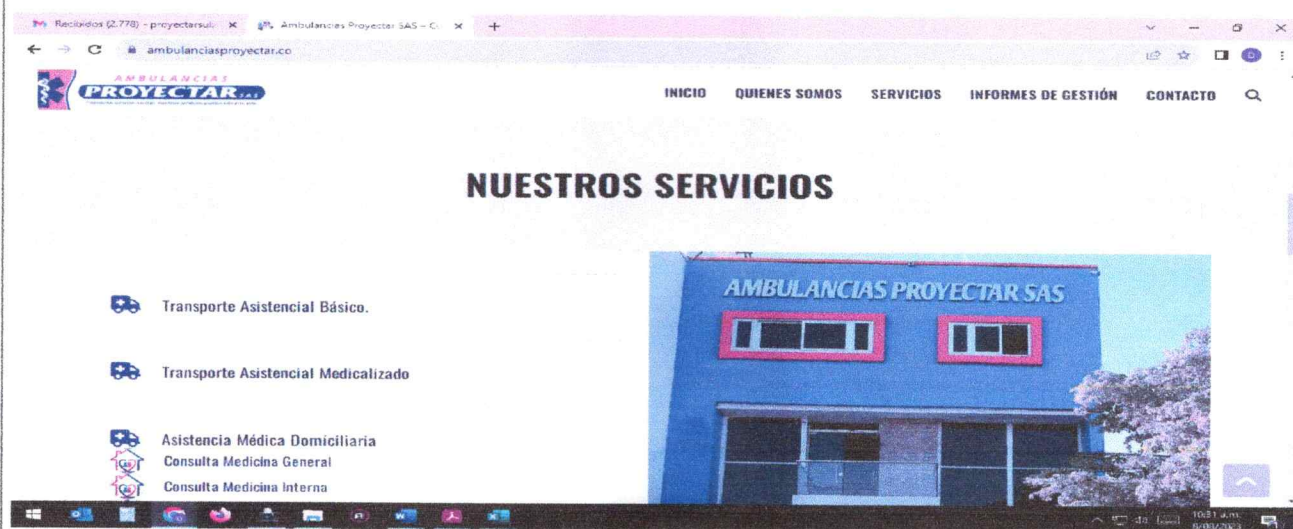 Recibidos (2.778) - proyectarsul
Ambulancias Proyectar SAS – C
ambulanciasproyectar.co
AMBULANCIAS
PROYECTAR SAS
INICIO QUIENES SOMOS SERVICIOS INFORMES DE GESTIÓN CONTACTO
NUESTROS SERVICIOS
AMBULANCIAS PROYECTAR SAS
Transporte Asistencial Básico.
Transporte Asistencial Medicalizado
Asistencia Médica Domiciliaria
Consulta Medicina General
Consulta Medicina Interna
10:31 a.m.